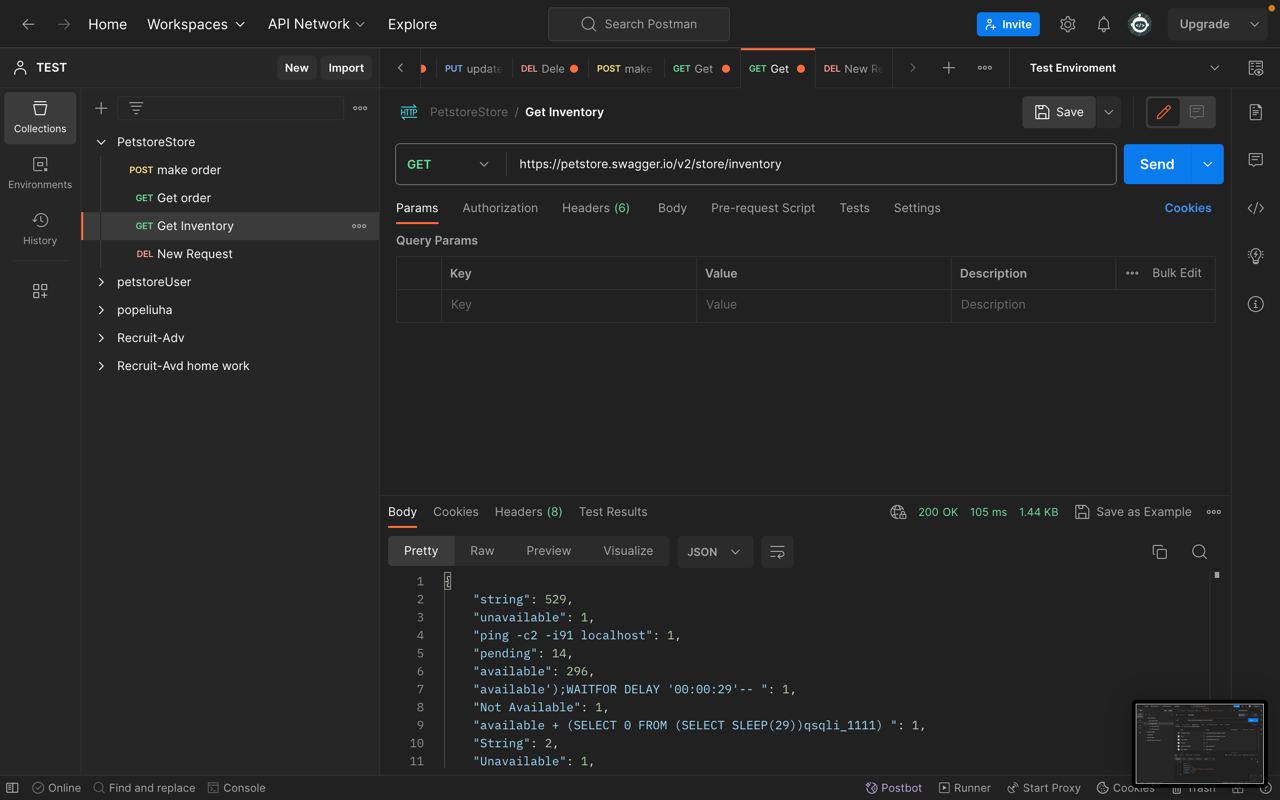 Home Workspaces API Network Explore Search Postman Invite Upgrade
TEST New Import
PUT update DEL Dele POST make GET Get GET Get DEL New Re Test Enviroment
Collections
Environments
History
PetstoreStore
POST make order
GET Get order
GET Get Inventory
DEL New Request
petstoreUser
popeliuha
Recruit-Adv
Recruit-Avd home work
HTTP PetstoreStore / Get Inventory Save
GET https://petstore.swagger.io/v2/store/inventory Send
Params Authorization Headers (6) Body Pre-request Script Tests Settings Cookies
Query Params
Key Value Description Bulk Edit
Key Value Description
Body Cookies Headers (8) Test Results 200 OK 105 ms 1.44 KB Save as Example
Pretty Raw Preview Visualize JSON
1 {
2 "string": 529,
3 "unavailable": 1,
4 "ping -c2 -i91 localhost": 1,
5 "pending": 14,
6 "available": 296,
7 "available');WAITFOR DELAY '00:00:29'-- ": 1,
8 "Not Available": 1,
9 "available + (SELECT 0 FROM (SELECT SLEEP(29))qsqli_1111) ": 1,
10 "String": 2,
11 "Unavailable": 1,
Online Find and replace Console Postbot Runner Start Proxy Cookies Trash